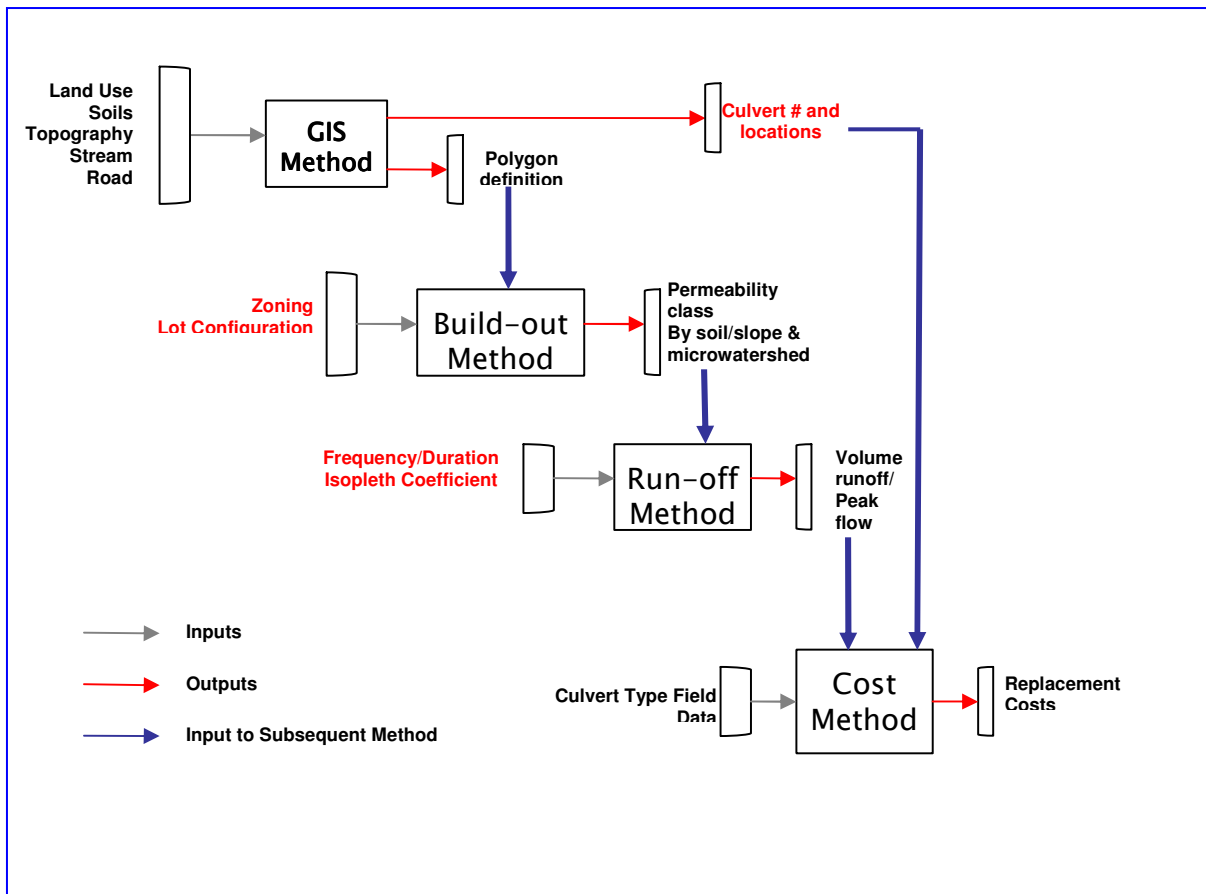 Land Use
Soils
Topography
Stream
Road
GIS
Method
Culvert # and
locations
Polygon
definition
Zoning
Lot Configuration
Build-out
Method
Permeability
class
By soil/slope &
microwatershed
Frequency/Duration
Isopleth Coefficient
Run-off
Method
Volume
runoff/
Peak
flow
Inputs
Outputs
Input to Subsequent Method
Culvert Type Field
Data
Cost
Method
Replacement
Costs